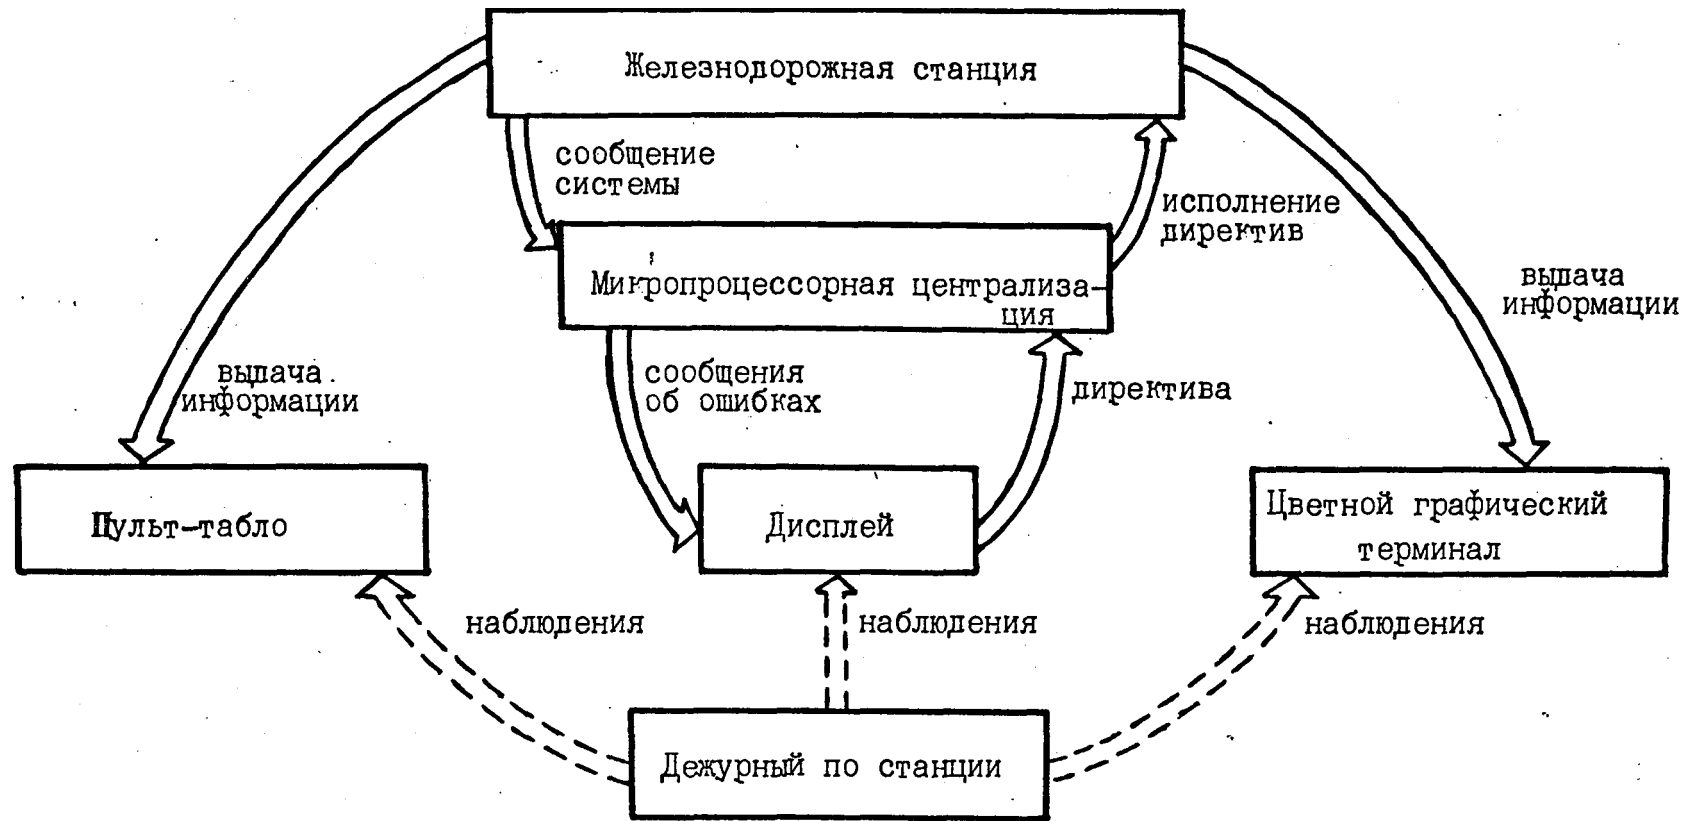 Железнодорожная станция
сообщение
системы
исполнение
директив
Микропроцессорная централиза-
ция
выдача
информации
выдача
информации
сообщения
об ошибках
директива
Пульт-табло
Дисплей
Цветной графический
терминал
наблюдения
наблюдения
наблюдения
Дежурный по станции